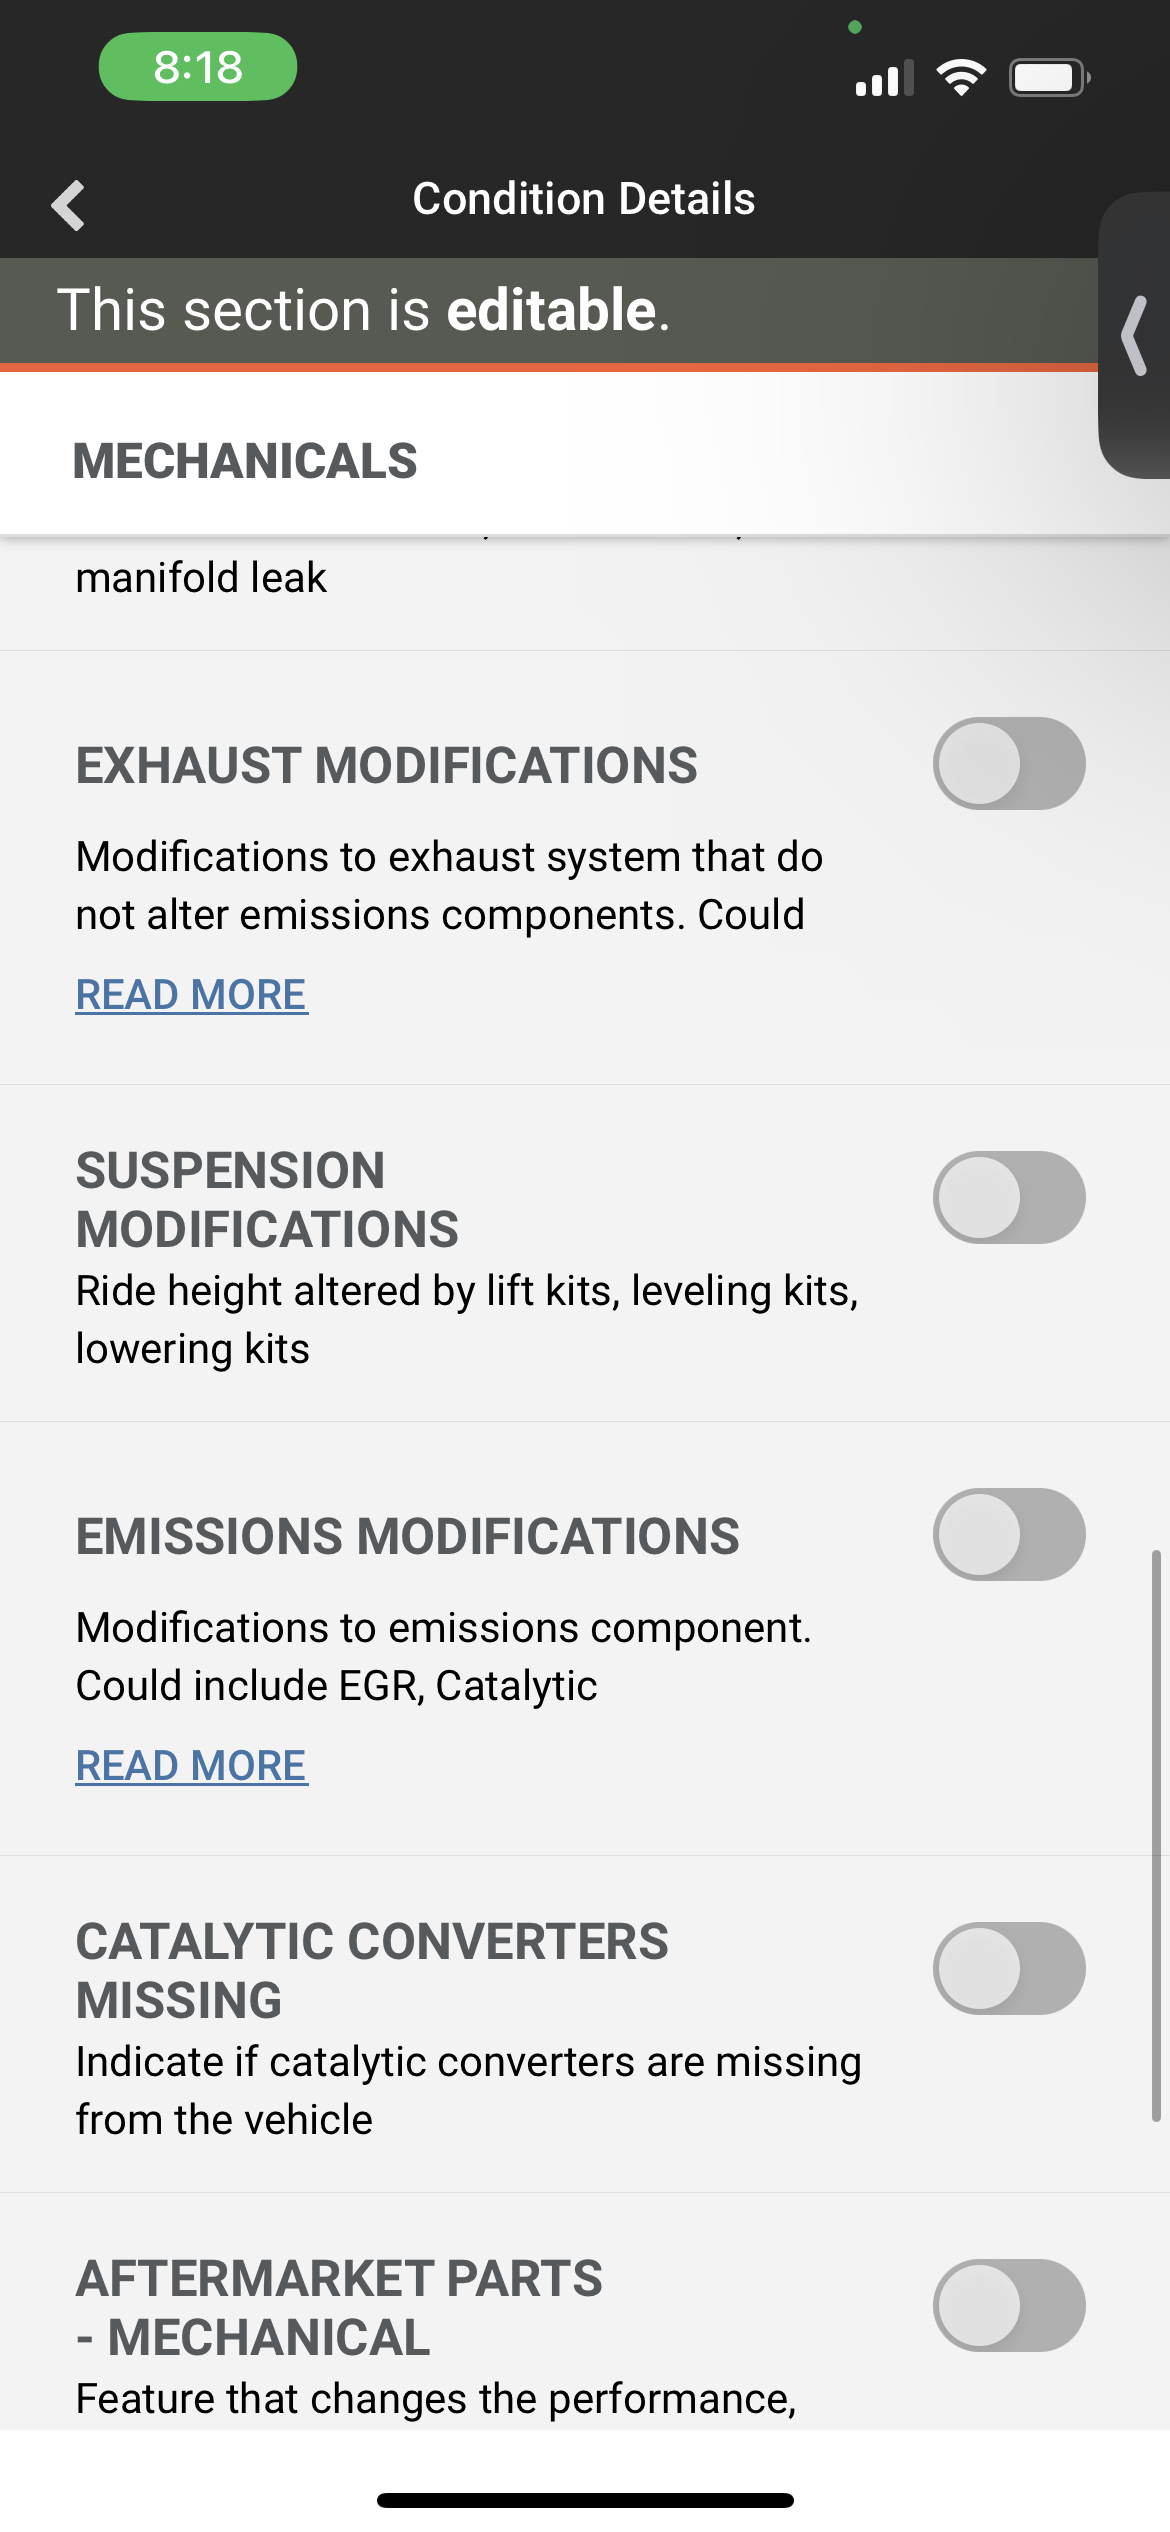 8:18
Condition Details
This section is editable.
MECHANICALS
manifold leak
EXHAUST MODIFICATIONS
Modifications to exhaust system that do
not alter emissions components. Could
READ MORE
SUSPENSION
MODIFICATIONS
Ride height altered by lift kits, leveling kits,
lowering kits
EMISSIONS MODIFICATIONS
Modifications to emissions component.
Could include EGR, Catalytic
READ MORE
CATALYTIC CONVERTERS
MISSING
Indicate if catalytic converters are missing
from the vehicle
AFTERMARKET PARTS
- MECHANICAL
Feature that changes the performance,